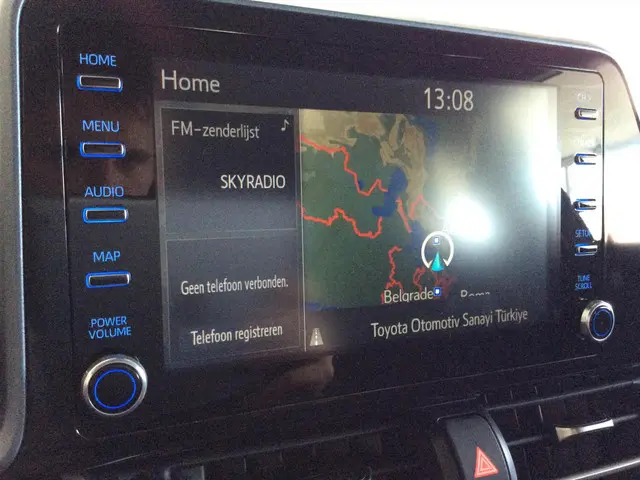 HOME
MENU
AUDIO
MAP
POWER
VOLUME
Home
13:08
FM-zenderlijst
SKYRADIO
Geen telefoon verbonden.
Telefoon registreren
Belgrade
Roma
Toyota Otomotiv Sanayi Türkiye
SETUP
TUNE
SCROLL